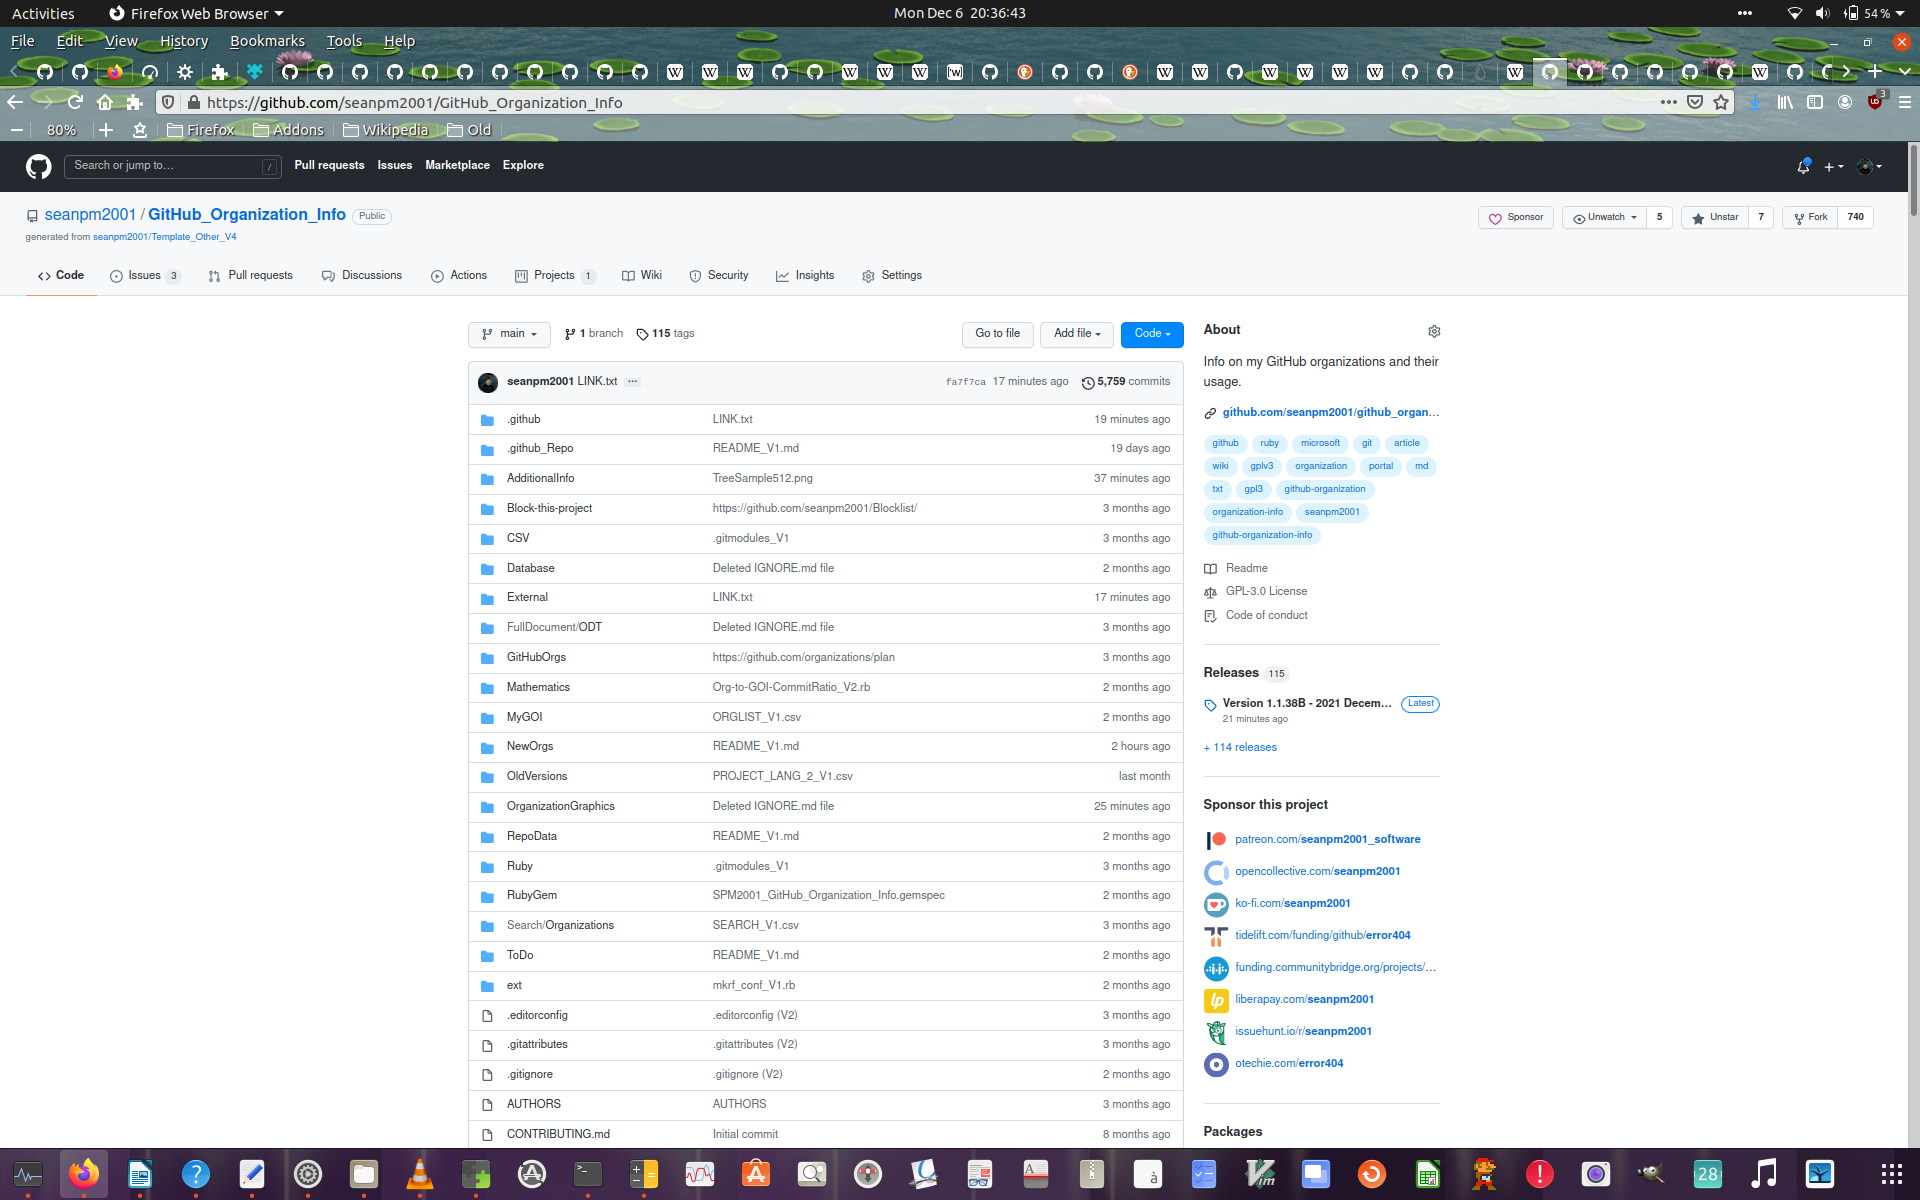 Activities Firefox Web Browser Mon Dec 6 20:36:43 54 %
File Edit View History Bookmarks Tools Help
https://github.com/seanpm2001/GitHub_Organization_Info 3
80% Firefox Addons Wikipedia Old
Search or jump to... / Pull requests Issues Marketplace Explore
seanpm2001 / GitHub_Organization_Info Public Sponsor Unwatch 5 Unstar 7 Fork 740
generated from seanpm2001/Template_Other_V4
Code Issues 3 Pull requests Discussions Actions Projects 1 Wiki Security Insights Settings
main 1 branch 115 tags Go to file Add file Code
seanpm2001 LINK.txt ... fa7f7ca 17 minutes ago 5,759 commits
.github LINK.txt 19 minutes ago
.github_Repo README_V1.md 19 days ago
AdditionalInfo TreeSample512.png 37 minutes ago
Block-this-project https://github.com/seanpm2001/Blocklist/ 3 months ago
CSV .gitmodules_V1 3 months ago
Database Deleted IGNORE.md file 2 months ago
External LINK.txt 17 minutes ago
FullDocument/ODT Deleted IGNORE.md file 3 months ago
GitHubOrgs https://github.com/organizations/plan 3 months ago
Mathematics Org-to-GOI-CommitRatio_V2.rb 2 months ago
MyGOI ORGLIST_V1.csv 2 months ago
NewOrgs README_V1.md 2 hours ago
OldVersions PROJECT_LANG_2_V1.csv last month
OrganizationGraphics Deleted IGNORE.md file 25 minutes ago
RepoData README_V1.md 2 months ago
Ruby .gitmodules_V1 3 months ago
RubyGem SPM2001_GitHub_Organization_Info.gemspec 2 months ago
Search/Organizations SEARCH_V1.csv 3 months ago
ToDo README_V1.md 2 months ago
ext mkrf_conf_V1.rb 2 months ago
.editorconfig .editorconfig (V2) 3 months ago
.gitattributes .gitattributes (V2) 3 months ago
.gitignore .gitignore (V2) 2 months ago
AUTHORS AUTHORS 3 months ago
CONTRIBUTING.md Initial commit 8 months ago
About
Info on my GitHub organizations and their
usage.
github.com/seanpm2001/github_organ...
github ruby microsoft git article
wiki gplv3 organization portal md
txt gpl3 github-organization
organization-info seanpm2001
github-organization-info
Readme
GPL-3.0 License
Code of conduct
Releases 115
Version 1.1.38B - 2021 Decem... Latest
21 minutes ago
+ 114 releases
Sponsor this project
patreon.com/seanpm2001_software
opencollective.com/seanpm2001
ko-fi.com/seanpm2001
tidelift.com/funding/github/error404
funding.communitybridge.org/projects/...
liberapay.com/seanpm2001
issuehunt.io/r/seanpm2001
otechie.com/error404
Packages
28